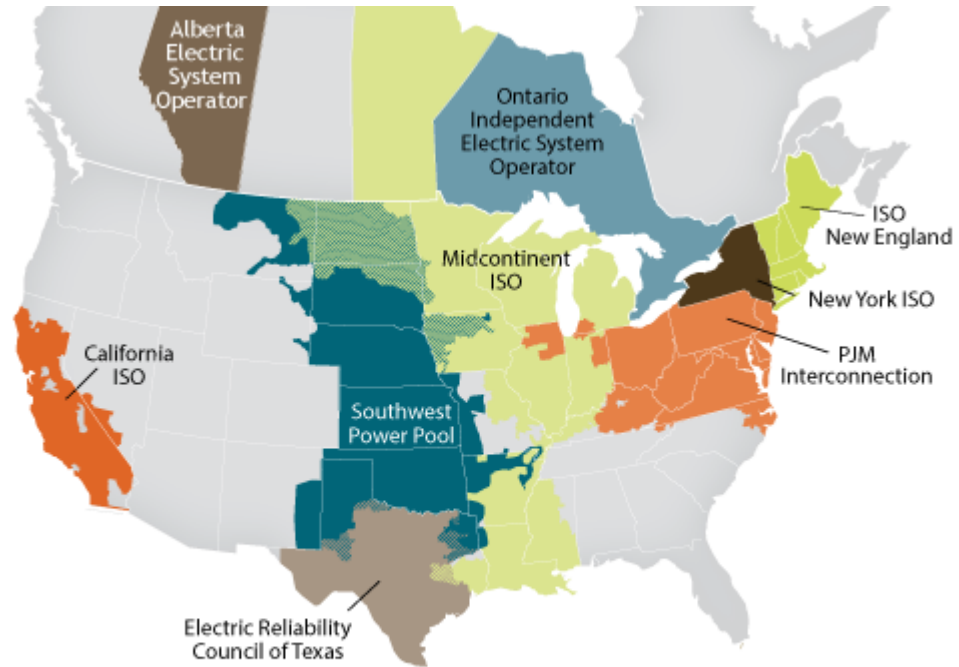 Alberta
Electric
System
Operator
Ontario
Independent
Electric System
Operator
ISO
New England
Midcontinent
ISO
New York ISO
PJM
Interconnection
California
ISO
Southwest
Power Pool
Electric Reliability
Council of Texas